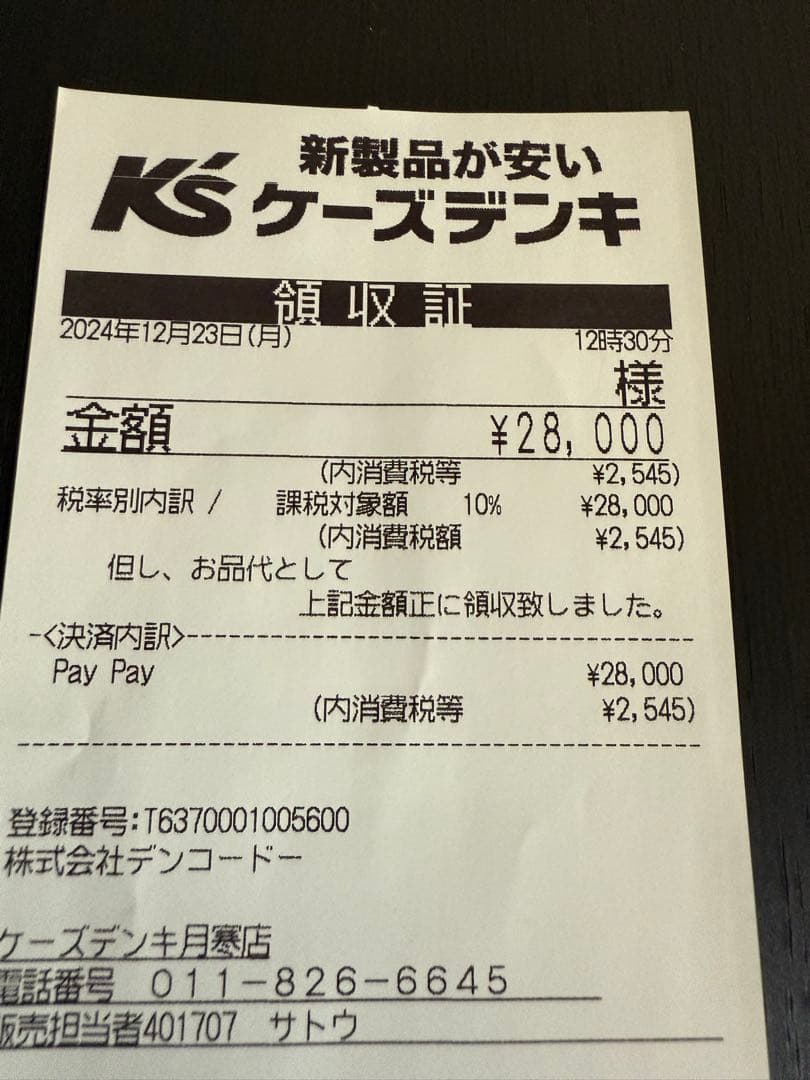 新製品が安い
K's ケーズデンキ
領収証
2024年12月23日(月) 12時30分
様
金額 ¥28,000
(内消費税等 ¥2,545)
税率別内訳 / 課税対象額 10% ¥28,000
(内消費税額 ¥2,545)
但し、お品代として
上記金額正に領収致しました。
-<決済内訳>-----------------------------------
Pay Pay ¥28,000
(内消費税等 ¥2,545)
--------------------------------------------------
登録番号:T6370001005600
株式会社デンコードー
ケーズデンキ月寒店
電話番号 011-826-6645
販売担当者401707 サトウ